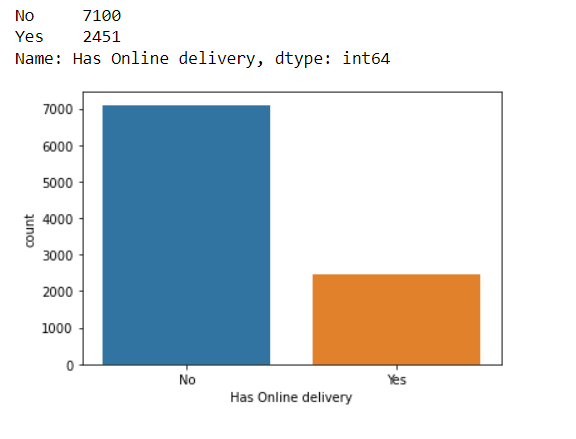 No     7100
Yes    2451
Name: Has Online delivery, dtype: int64
7000
6000
5000
4000
3000
2000
1000
0
count
No
Yes
Has Online delivery